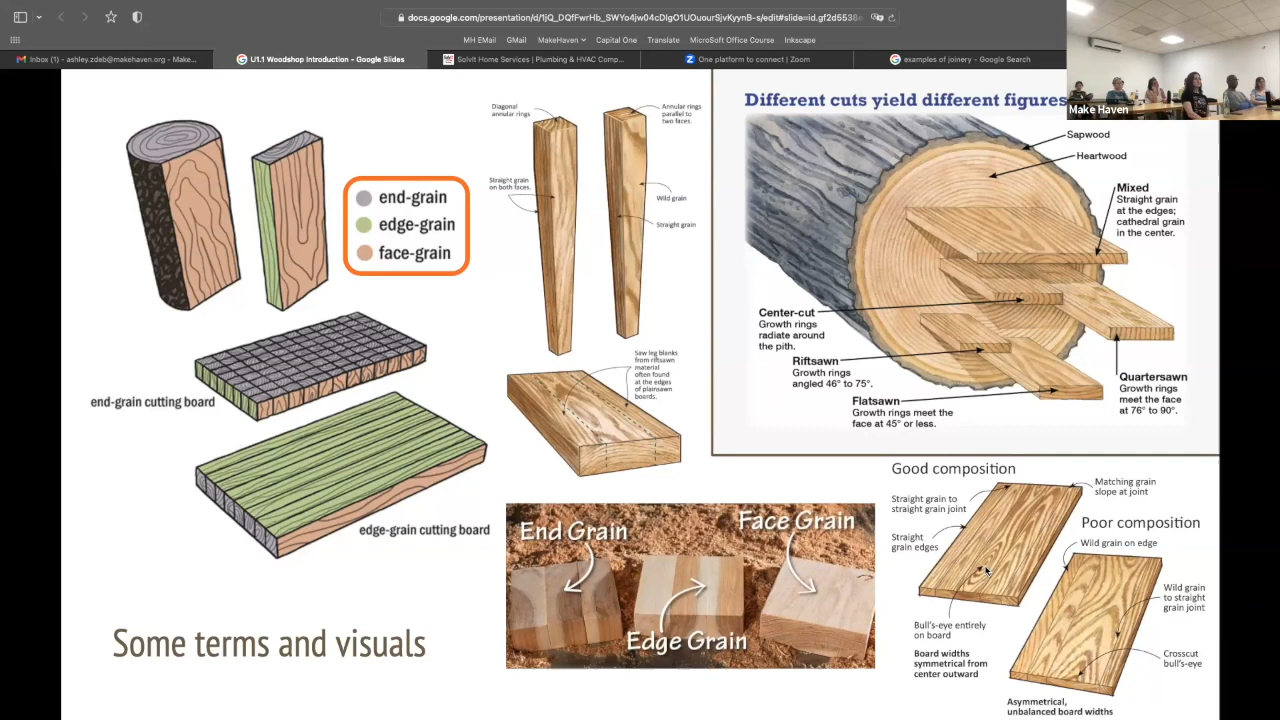 docs.google.com/presentation/d/1jQ_DQfFwrHb_SWYo4jw04cDIgO1UOuourSjvKyynB-s/edit#slide=id.gf2d5538e
MH EMail GMail MakeHaven Capital One Translate MicroSoft Office Course Inkscape
Inbox (1) - ashley.zdeb@makehaven.org - Make...
U1.1 Woodshop Introduction - Google Slides
SolvIt Home Services | Plumbing & HVAC Comp...
One platform to connect | Zoom
examples of joinery - Google Search
Make Haven
end-grain
edge-grain
face-grain
end-grain cutting board
edge-grain cutting board
Some terms and visuals
Diagonal
annular rings
Annular rings
parallel to
two faces.
Straight grain
on both faces.
Wild grain
Straight grain
Saw leg blanks
from riftsawn
material
often found
at the edges
of plainsawn
boards.
End Grain
Face Grain
Edge Grain
Different cuts yield different figures
Sapwood
Heartwood
Mixed
Straight grain
at the edges;
cathedral grain
in the center.
Center-cut
Growth rings
radiate around
the pith.
Riftsawn
Growth rings
angled 46° to 75°.
Flatsawn
Growth rings meet the
face at 45° or less.
Quartersawn
Growth rings
meet the face
at 76° to 90°.
Good composition
Straight grain to
straight grain joint
Matching grain
slope at joint
Straight
grain edges
Bull's-eye entirely
on board
Board widths
symmetrical from
center outward
Poor composition
Wild grain on edge
Wild grain
to straight
grain joint
Crosscut
bull's-eye
Asymmetrical,
unbalanced board widths